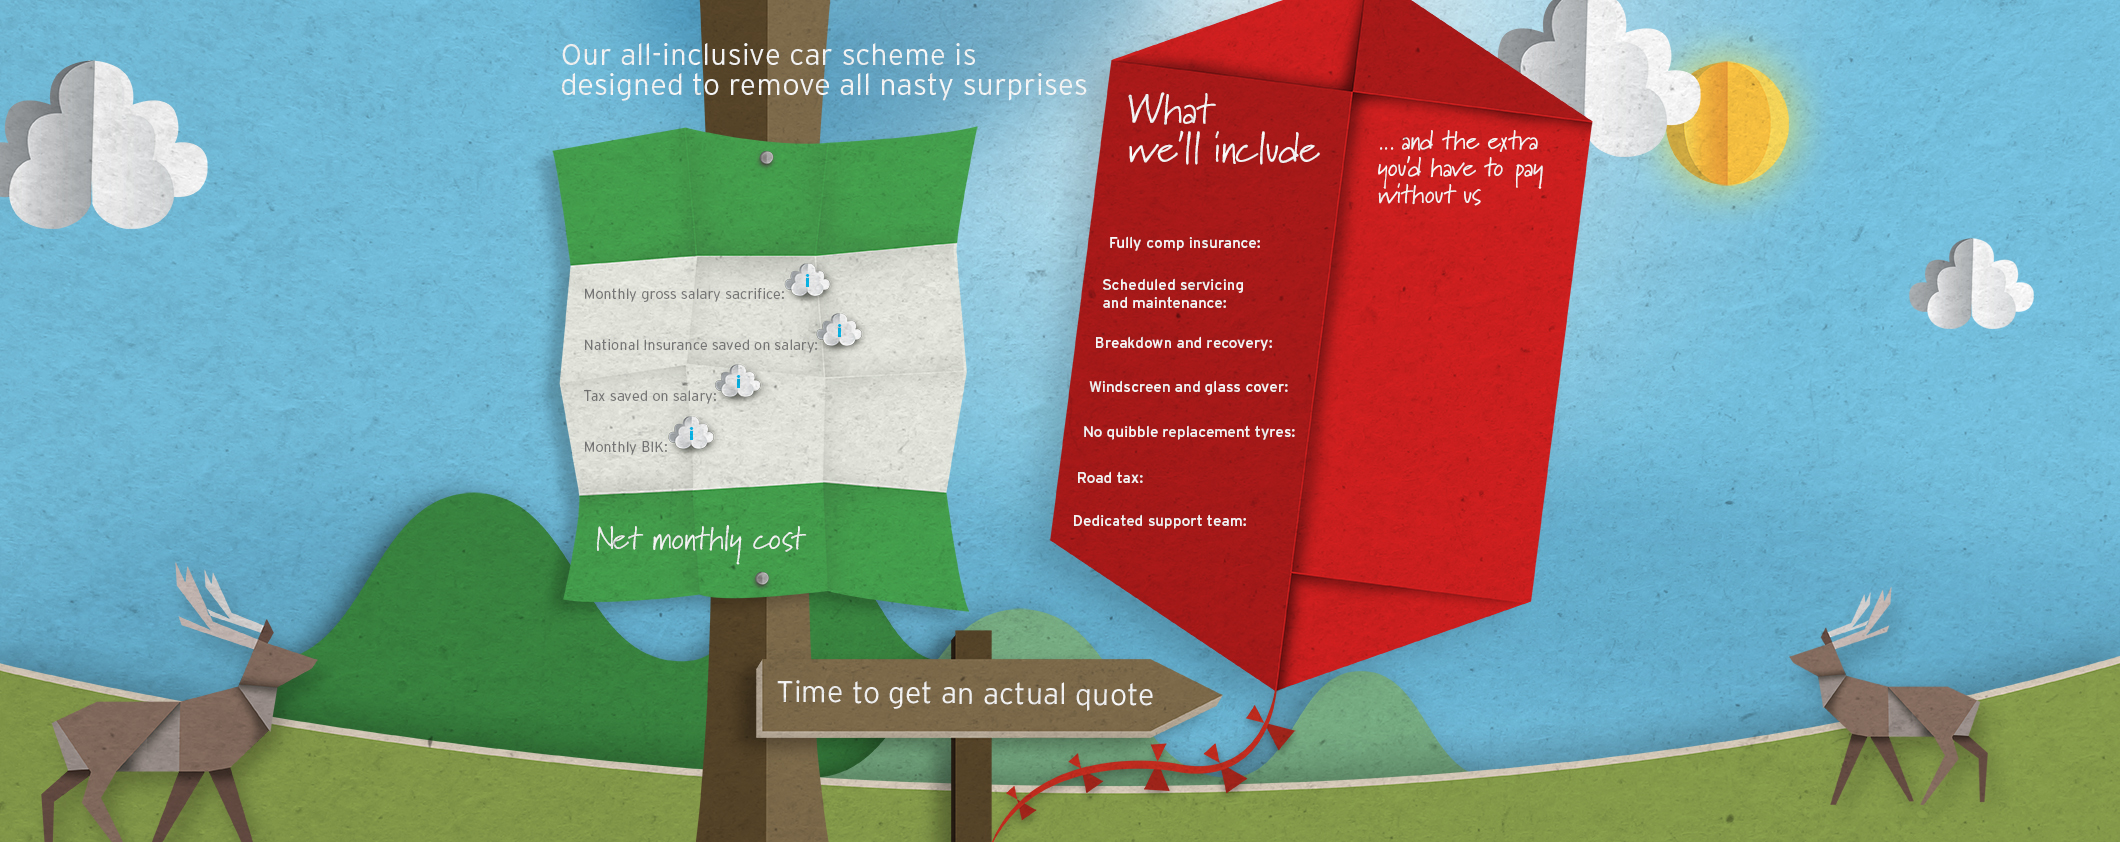 Our all-inclusive car scheme is
designed to remove all nasty surprises
Monthly gross salary sacrifice:
i
National Insurance saved on salary:
i
Tax saved on salary:
i
Monthly BIK:
i
Net monthly cost
What
we'll include
Fully comp insurance:
Scheduled servicing
and maintenance:
Breakdown and recovery:
Windscreen and glass cover:
No quibble replacement tyres:
Road tax:
Dedicated support team:
... and the extra
you'd have to pay
without us
Time to get an actual quote